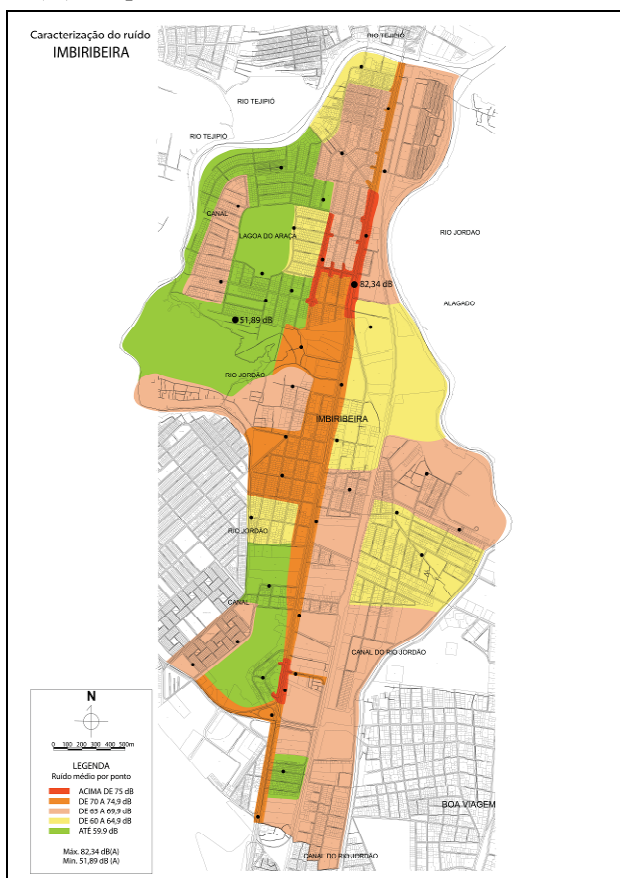 Caracterização do ruído
IMBIRIBEIRA
RIO TEJIPIÓ
RIO TEJIPIÓ
RIO TEJIPIÓ
CANAL
LAGOA DO ARAÇÁ
RIO JORDAO
82,34 dB
ALAGADO
51,89 dB
RIO JORDÃO
IMBIRIBEIRA
RIO JORDÃO
CANAL
CANAL DO RIO JORDÃO
BOA VIAGEM
CANAL DO RIO JORDÃO
N
0 100 200 300 400 500m
LEGENDA
Ruído médio por ponto
ACIMA DE 75 dB
DE 70 A 74,9 dB
DE 65 A 69,9 dB
DE 60 A 64,9 dB
ATÉ 59.9 dB
Máx. 82,34 dB(A)
Min. 51,89 dB (A)